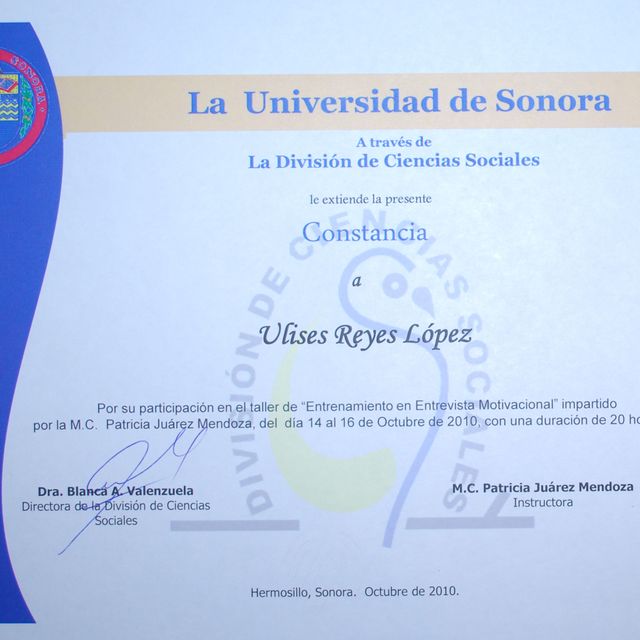 SONORA
La Universidad de Sonora
A través de
La División de Ciencias Sociales
le extiende la presente
Constancia
a
DIVISIÓN DE CIENCIAS SOCIALES
Ulises Reyes López
Por su participación en el taller de “Entrenamiento en Entrevista Motivacional” impartido
por la M.C. Patricia Juárez Mendoza, del día 14 al 16 de Octubre de 2010, con una duración de 20
Dra. Blanca A. Valenzuela
Directora de la División de Ciencias
Sociales
M.C. Patricia Juárez Mendoza
Instructora
Hermosillo, Sonora. Octubre de 2010.